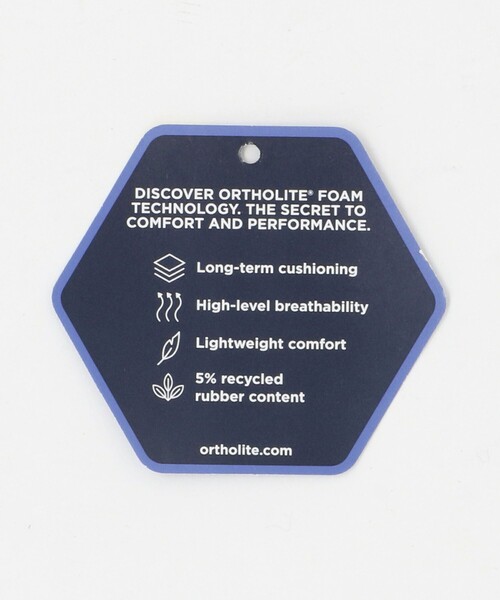 DISCOVER ORTHOLITE® FOAM
TECHNOLOGY. THE SECRET TO
COMFORT AND PERFORMANCE.
Long-term cushioning
High-level breathability
Lightweight comfort
5% recycled
rubber content
ortholite.com